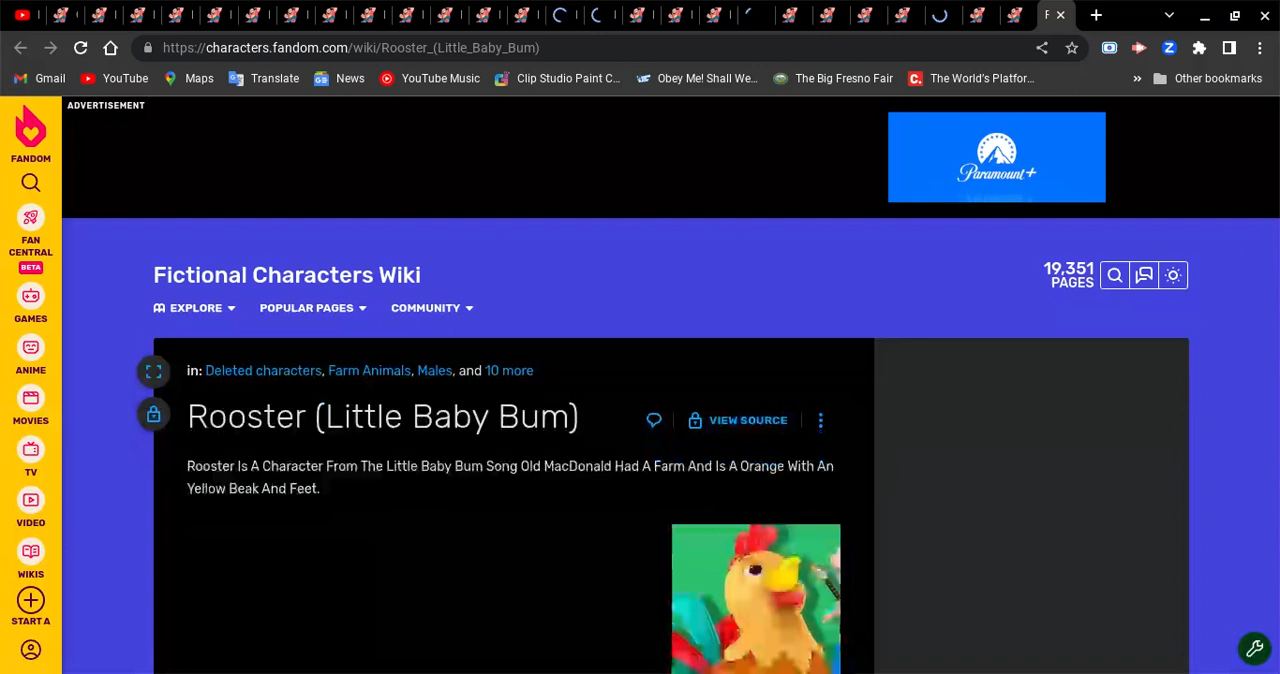 F
https://characters.fandom.com/wiki/Rooster_(Little_Baby_Bum)
Gmail YouTube Maps Translate News YouTube Music Clip Studio Paint C... Obey Me! Shall We... The Big Fresno Fair The World's Platfor... » Other bookmarks
ADVERTISEMENT
Paramount+
FANDOM
FAN CENTRAL
BETA
GAMES
ANIME
MOVIES
TV
VIDEO
WIKIS
START A
Fictional Characters Wiki
19,351
PAGES
EXPLORE POPULAR PAGES COMMUNITY
in: Deleted characters, Farm Animals, Males, and 10 more
Rooster (Little Baby Bum)
VIEW SOURCE
Rooster Is A Character From The Little Baby Bum Song Old MacDonald Had A Farm And Is A Orange With An
Yellow Beak And Feet.